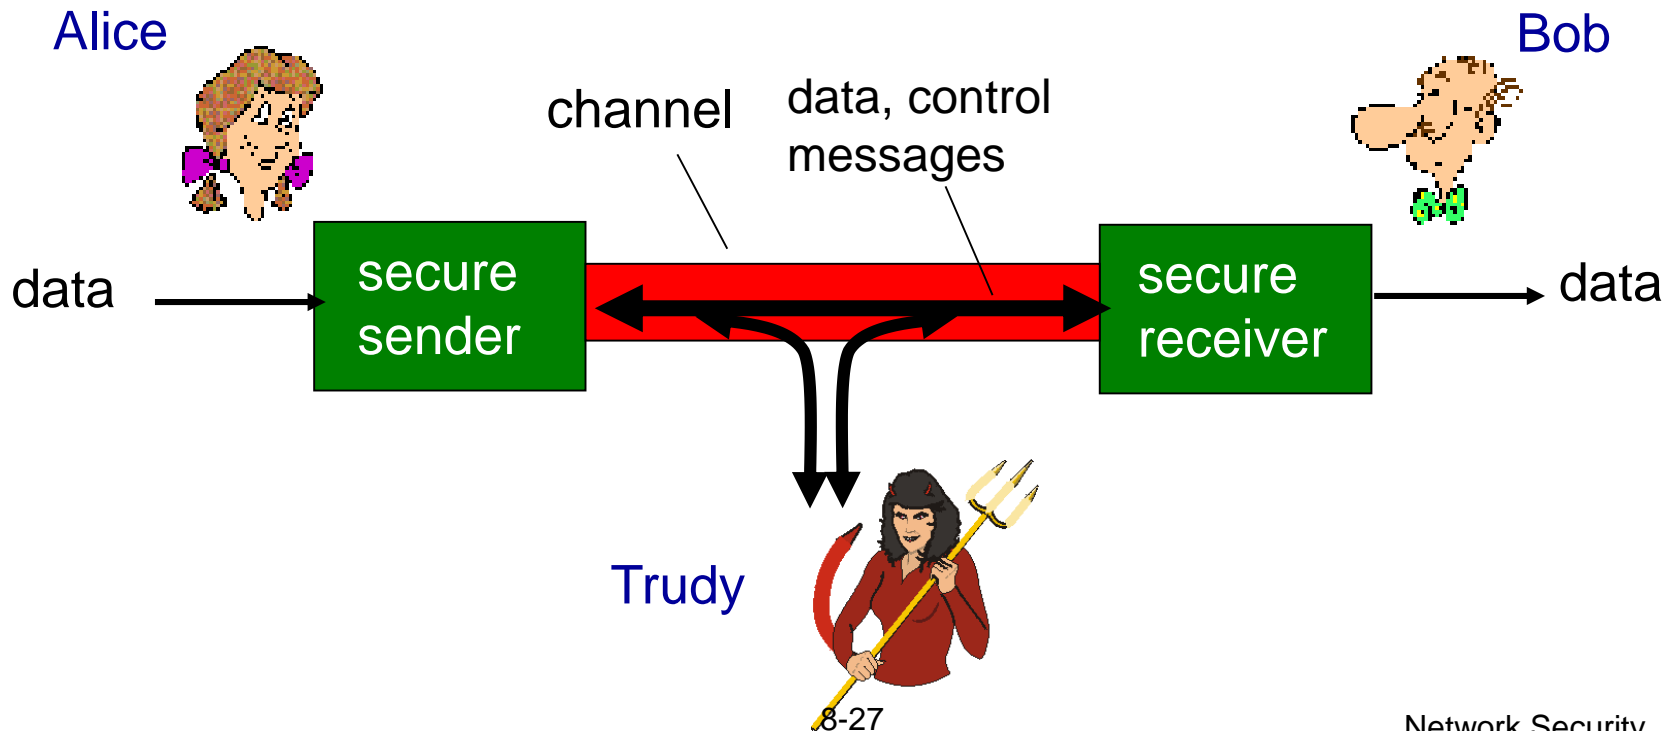 Alice
Bob
channel
data, control
messages
data
secure
sender
secure
receiver
data
Trudy
8-27
Network Security